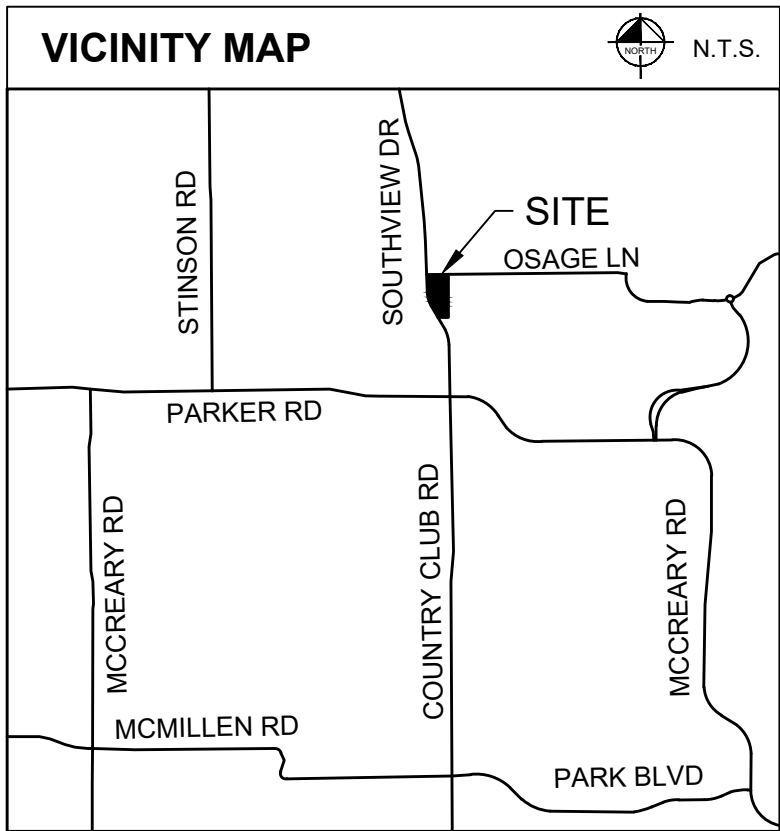 VICINITY MAP
NORTH
N.T.S.
STINSON RD
SOUTHVIEW DR
SITE
OSAGE LN
PARKER RD
MCCREARY RD
COUNTRY CLUB RD
MCCREARY RD
MCMILLEN RD
PARK BLVD